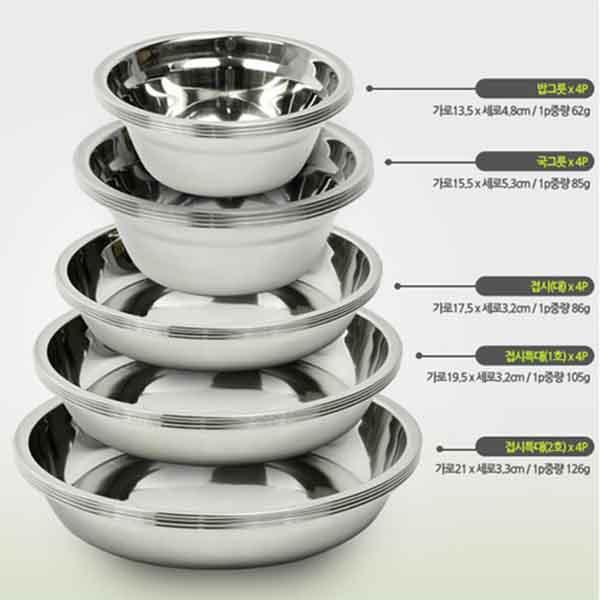 밥그릇 x 4P
가로13,5 x 세로4,8cm / 1p중량 62g
국그릇 x 4P
가로15,5 x 세로5,3cm / 1p중량 85g
접시(대) x 4P
가로17,5 x 세로3,2cm / 1p중량 86g
접시특대(1호) x 4P
가로19,5 x 세로3,2cm / 1p중량 105g
접시특대(2호) x 4P
가로21 x 세로3,3cm / 1p중량 126g